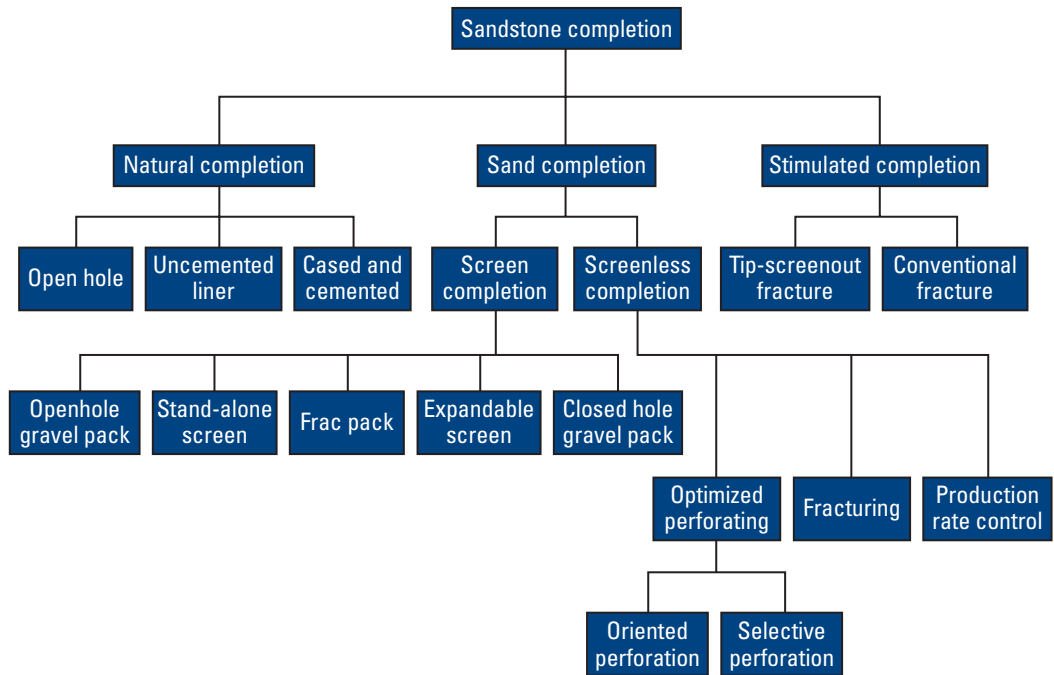 Sandstone completion
Natural completion
Sand completion
Stimulated completion
Open hole
Uncemented
liner
Cased and
cemented
Screen
completion
Screenless
completion
Tip-screenout
fracture
Conventional
fracture
Openhole
gravel pack
Stand-alone
screen
Frac pack
Expandable
screen
Closed hole
gravel pack
Optimized
perforating
Fracturing
Production
rate control
Oriented
perforation
Selective
perforation